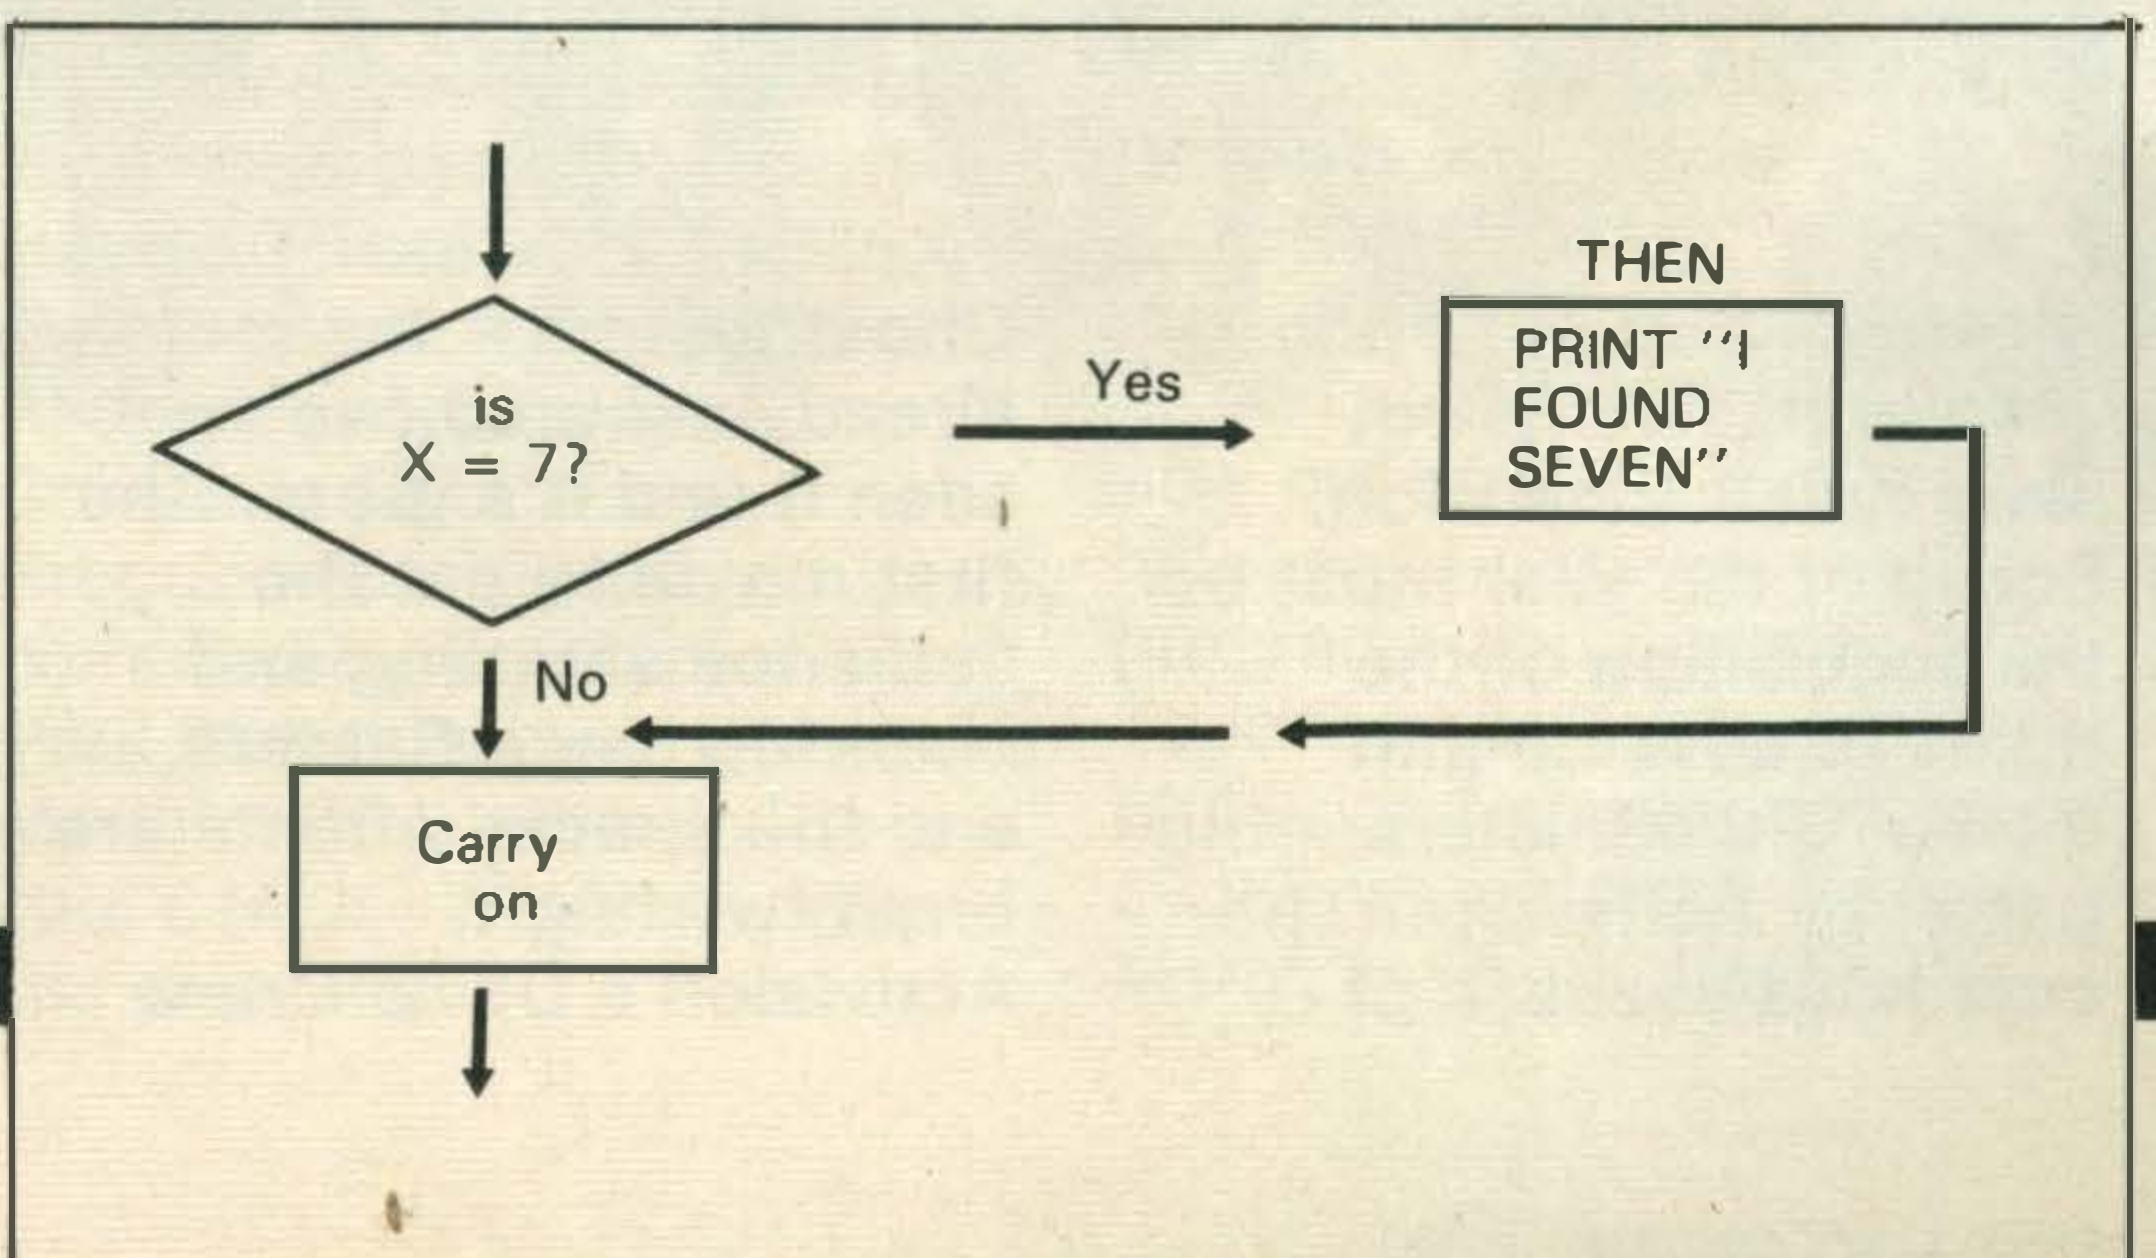 is
X = 7?
Yes
THEN
PRINT "I
FOUND
SEVEN"
No
Carry
on